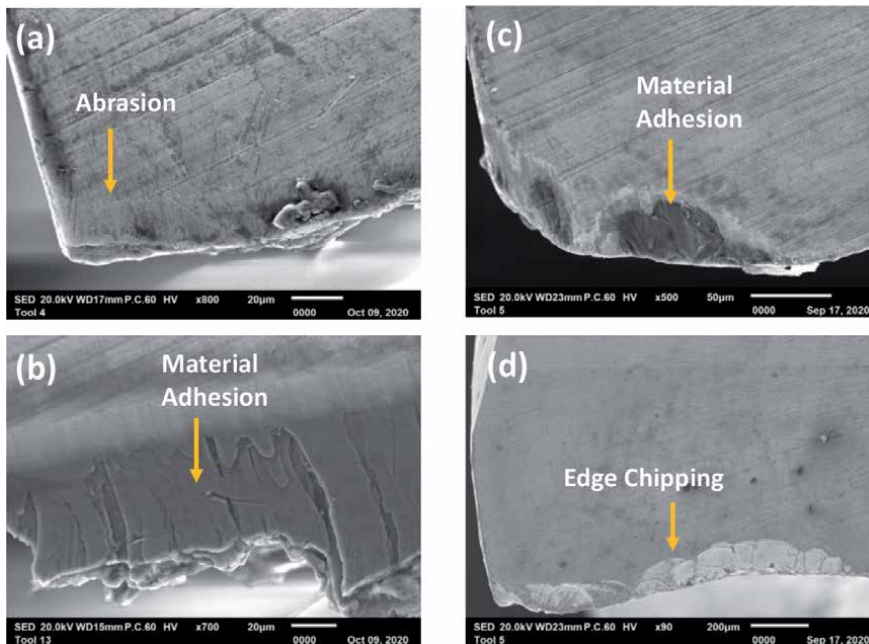 (a)
Abrasion
SED 20.0kV WD17mm P.C.60 HV x800 20µm
Tool 4 0000 Oct 09, 2020
(c)
Material
Adhesion
SED 20.0kV WD23mm P.C.60 HV x500 50µm
Tool 5 0000 Sep 17, 2020
(b)
Material
Adhesion
SED 20.0kV WD15mm P.C.60 HV x700 20µm
Tool 13 0000 Oct 09, 2020
(d)
Edge Chipping
SED 20.0kV WD23mm P.C.60 HV x90 200µm
Tool 5 0000 Sep 17, 2020